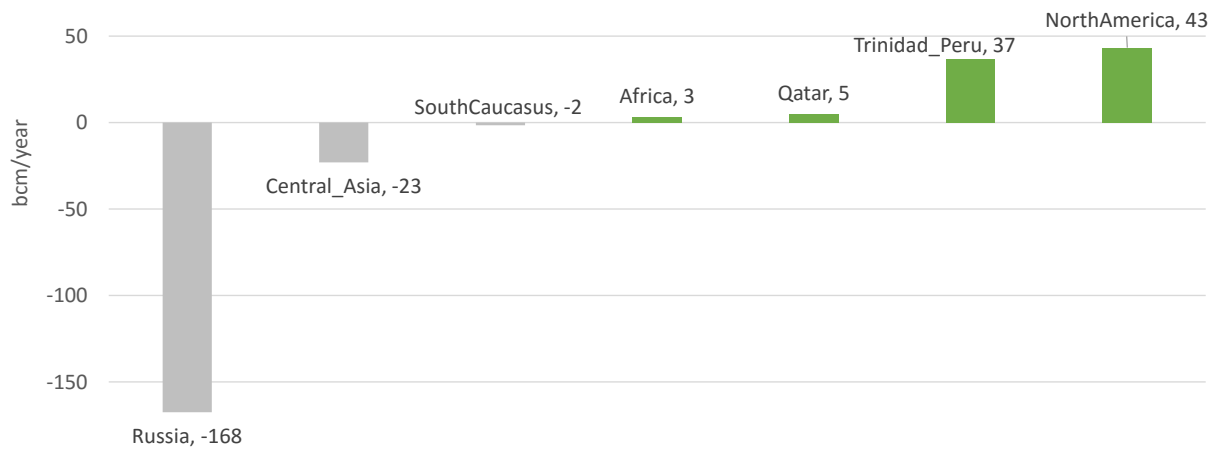 NorthAmerica, 43
50
Trinidad_Peru, 37
Qatar, 5
Africa, 3
SouthCaucasus, -2
0
bcm/year
Central_Asia, -23
-50
-100
-150
Russia, -168